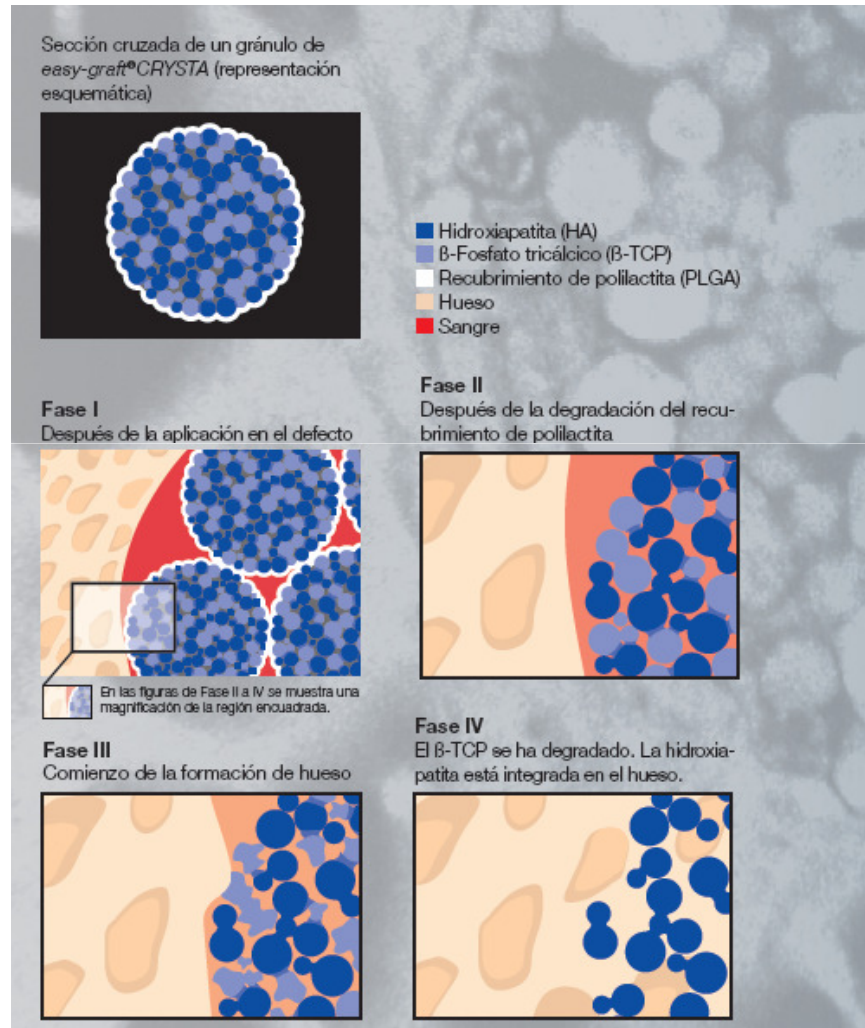 Sección cruzada de un gránulo de
easy-graft®CRYSTA (representación
esquemática)
Hidroxiapatita (HA)
ß-Fosfato tricálcico (ß-TCP)
Recubrimiento de polilactita (PLGA)
Hueso
Sangre
Fase I
Después de la aplicación en el defecto
Fase II
Después de la degradación del recu-
brimiento de polilactita
En las figuras de Fase II a IV se muestra una
magnificación de la región encuadrada.
Fase III
Comienzo de la formación de hueso
Fase IV
El ß-TCP se ha degradado. La hidroxia-
patita está integrada en el hueso.